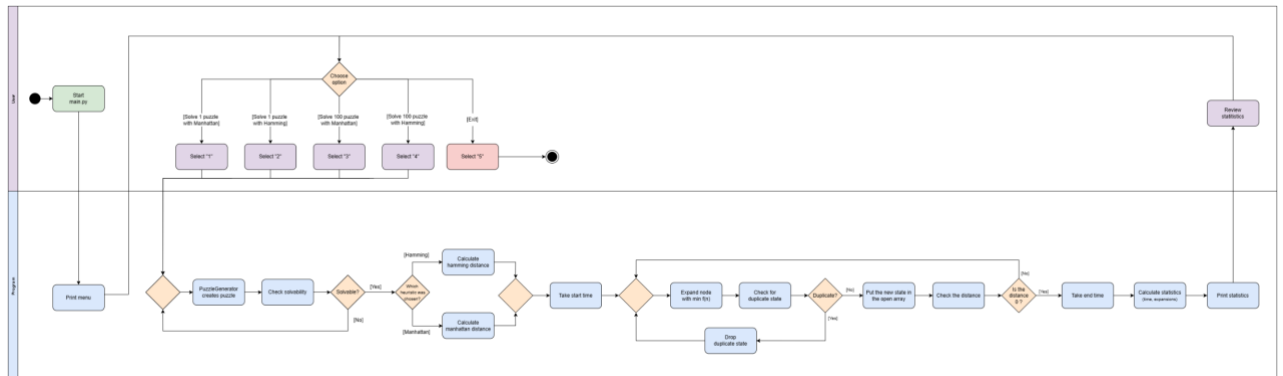 User
Start
main.py
Choose
option
[Solve 1 puzzle
with Manhattan]
[Solve 1 puzzle
with Hamming]
[Solve 100 puzzle
with Manhattan]
[Solve 100 puzzle
with Hamming]
[Exit]
Select "1"
Select "2"
Select "3"
Select "4"
Select "5"
Review
statistics
Program
Print menu
PuzzleGenerator
creates puzzle
Check solvability
Solvable?
[Yes]
[No]
Which
heuristic was
chosen?
[Hamming]
[Manhattan]
Calculate
hamming distance
Calculate
manhattan distance
Take start time
Expand node
with min f(x)
Check for
duplicate state
Duplicate?
[No]
[Yes]
Drop
duplicate state
Put the new state in
the open array
Check the distance
Is the
distance
0 ?
[No]
[Yes]
Take end time
Calculate statistics
(time, expansions)
Print statistics